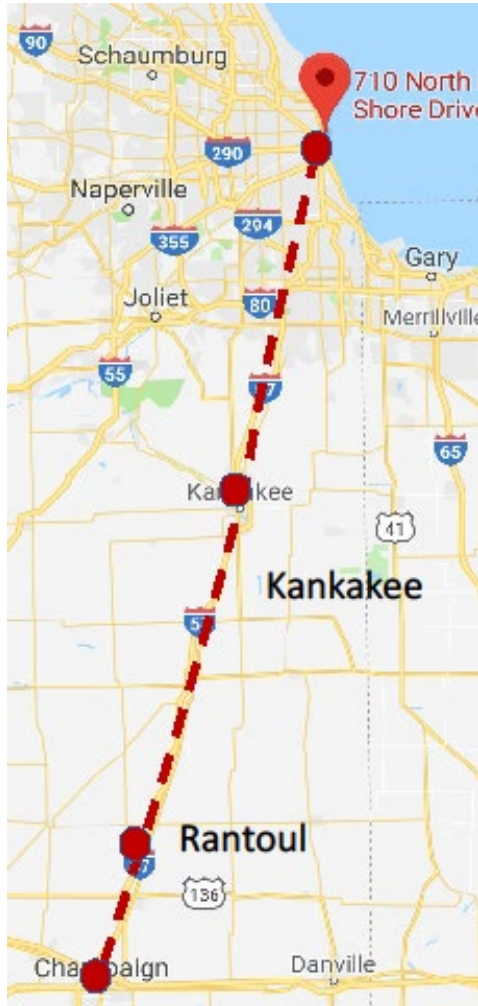 90
Schaumburg
710 North
Shore Drive
290
Naperville
294
355
Gary
Joliet
80
Merrillville
55
57
65
41
Kankakee
57
Rantoul
57
136
Danville